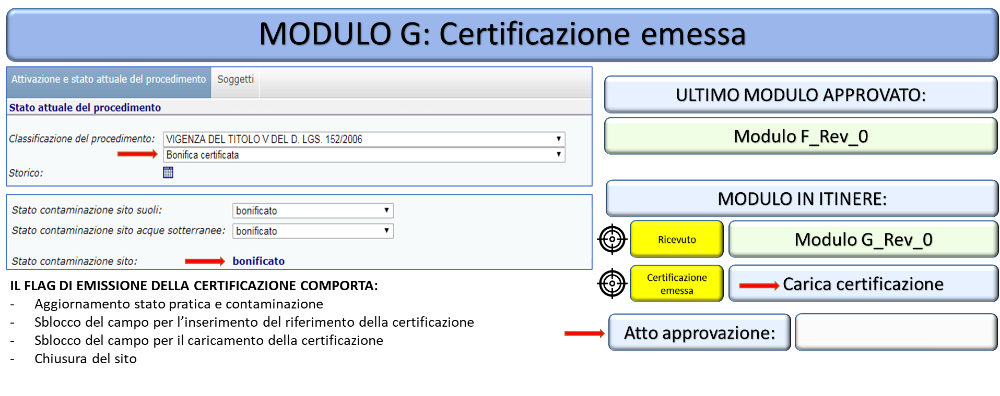 MODULO G: Certificazione emessa
Attivazione e stato attuale del procedimento
Soggetti
Stato attuale del procedimento
Classificazione del procedimento:
VIGENZA DEL TITOLO V DEL D. LGS. 152/2006
Bonifica certificata
Storico:
Stato contaminazione sito suoli:
bonificato
Stato contaminazione sito acque sotterranee:
bonificato
Stato contaminazione sito:
bonificato
IL FLAG DI EMISSIONE DELLA CERTIFICAZIONE COMPORTA:
- Aggiornamento stato pratica e contaminazione
- Sblocco del campo per l’inserimento del riferimento della certificazione
- Sblocco del campo per il caricamento della certificazione
- Chiusura del sito
ULTIMO MODULO APPROVATO:
Modulo F_Rev_0
MODULO IN ITINERE:
Ricevuto
Modulo G_Rev_0
Certificazione
emessa
Carica certificazione
Atto approvazione: